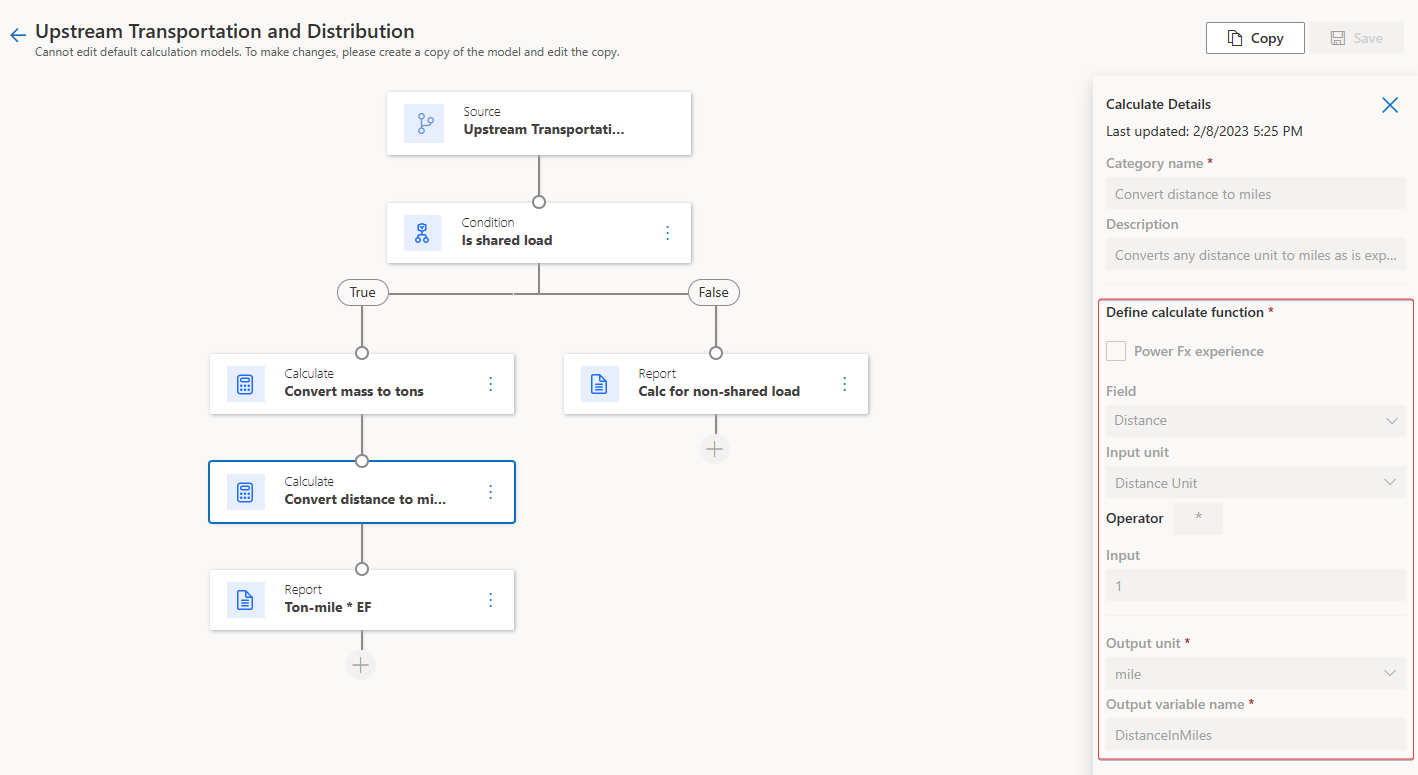 Upstream Transportation and Distribution
Cannot edit default calculation models. To make changes, please create a copy of the model and edit the copy.
Copy
Save
Source
Upstream Transportati...
Condition
Is shared load
True
False
Calculate
Convert mass to tons
Report
Calc for non-shared load
Calculate
Convert distance to mi...
Report
Ton-mile * EF
Calculate Details
Last updated: 2/8/2023 5:25 PM
Category name *
Convert distance to miles
Description
Converts any distance unit to miles as is exp...
Define calculate function *
Power Fx experience
Field
Distance
Input unit
Distance Unit
Operator *
Input
1
Output unit *
mile
Output variable name *
DistanceInMiles